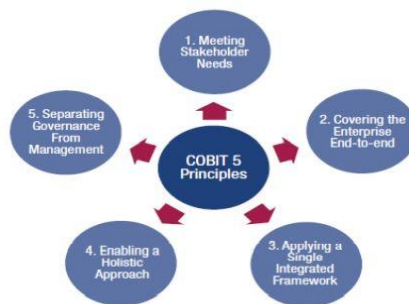 1. Meeting
Stakeholder
Needs
5. Separating
Governance
From
Management
2. Covering the
Enterprise
End-to-end
COBIT 5
Principles
4. Enabling a
Holistic
Approach
3. Applying a
Single
Integrated
Framework